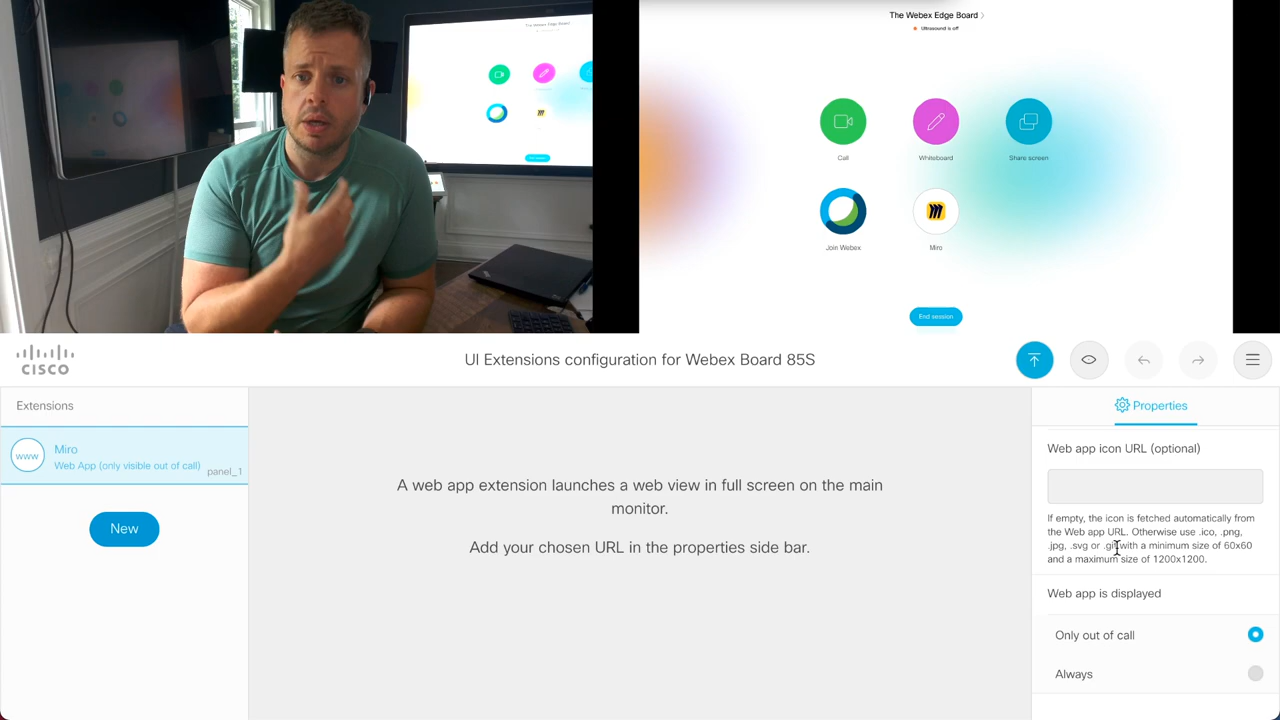 The Webex Edge Board
Ultrasound is off
Call
Whiteboard
Share screen
Join Webex
Miro
End session
CISCO
UI Extensions configuration for Webex Board 85S
Extensions
www
Miro
Web App (only visible out of call)
panel_1
New
A web app extension launches a web view in full screen on the main
monitor.
Add your chosen URL in the properties side bar.
Properties
Web app icon URL (optional)
If empty, the icon is fetched automatically from
the Web app URL. Otherwise use .ico, .png,
.jpg, .svg or .gif with a minimum size of 60x60
and a maximum size of 1200x1200.
Web app is displayed
Only out of call
Always